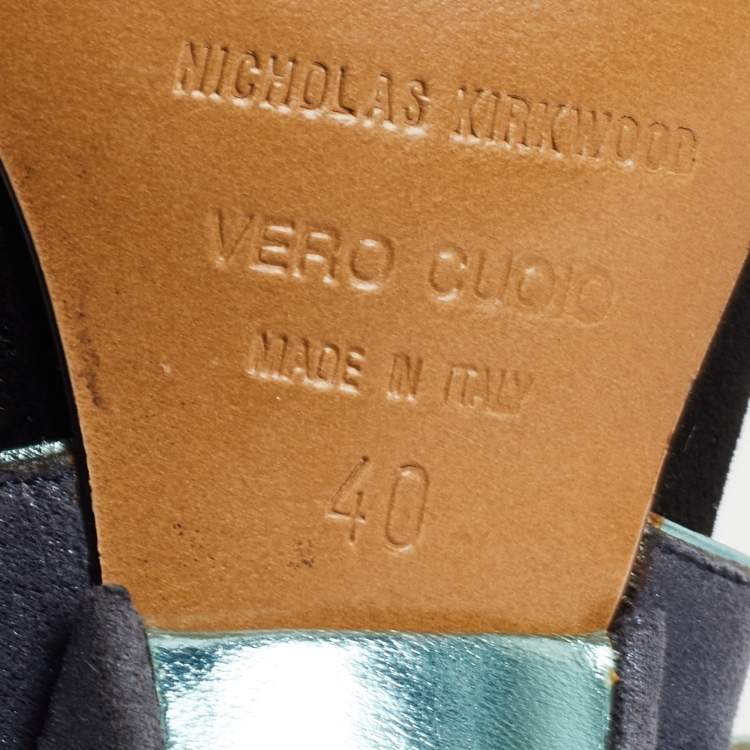 NICHOLAS KIRKWOOD
VERO CUOIO
MADE IN ITALY
40